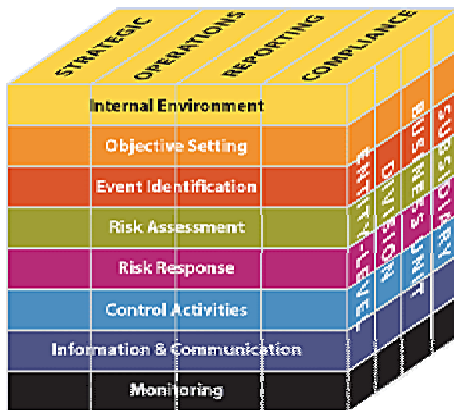 STRATEGIC
OPERATIONS
REPORTING
COMPLIANCE
Internal Environment
Objective Setting
Event Identification
Risk Assessment
Risk Response
Control Activities
Information & Communication
Monitoring
ENTITY-LEVEL
DIVISION
BUSINESS UNIT
SUBSIDIARY